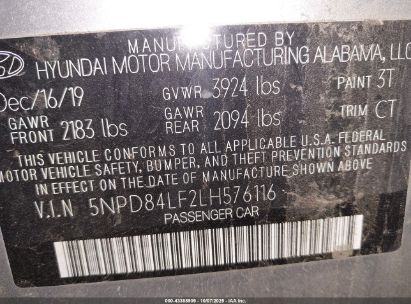 MANUFACTURED BY
HYUNDAI MOTOR MANUFACTURING ALABAMA, LLC
Dec/16/19 GVWR 3924 lbs PAINT 3T
GAWR FRONT 2183 lbs GAWR REAR 2094 lbs TRIM CT
THIS VEHICLE CONFORMS TO ALL APPLICABLE U.S.A. FEDERAL
MOTOR VEHICLE SAFETY, BUMPER, AND THEFT PREVENTION STANDARDS
IN EFFECT ON THE DATE OF MANUFACTURE SHOWN ABOVE.
V.I.N 5NPD84LF2LH576116
PASSENGER CAR